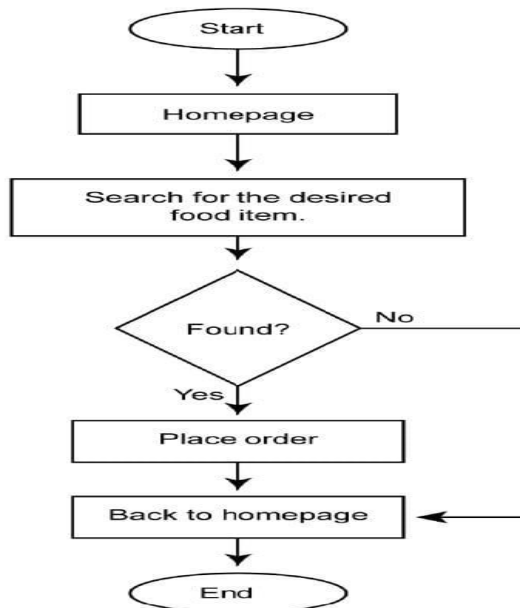 Start
Homepage
Search for the desired
food item.
Found?
No
Yes
Place order
Back to homepage
End